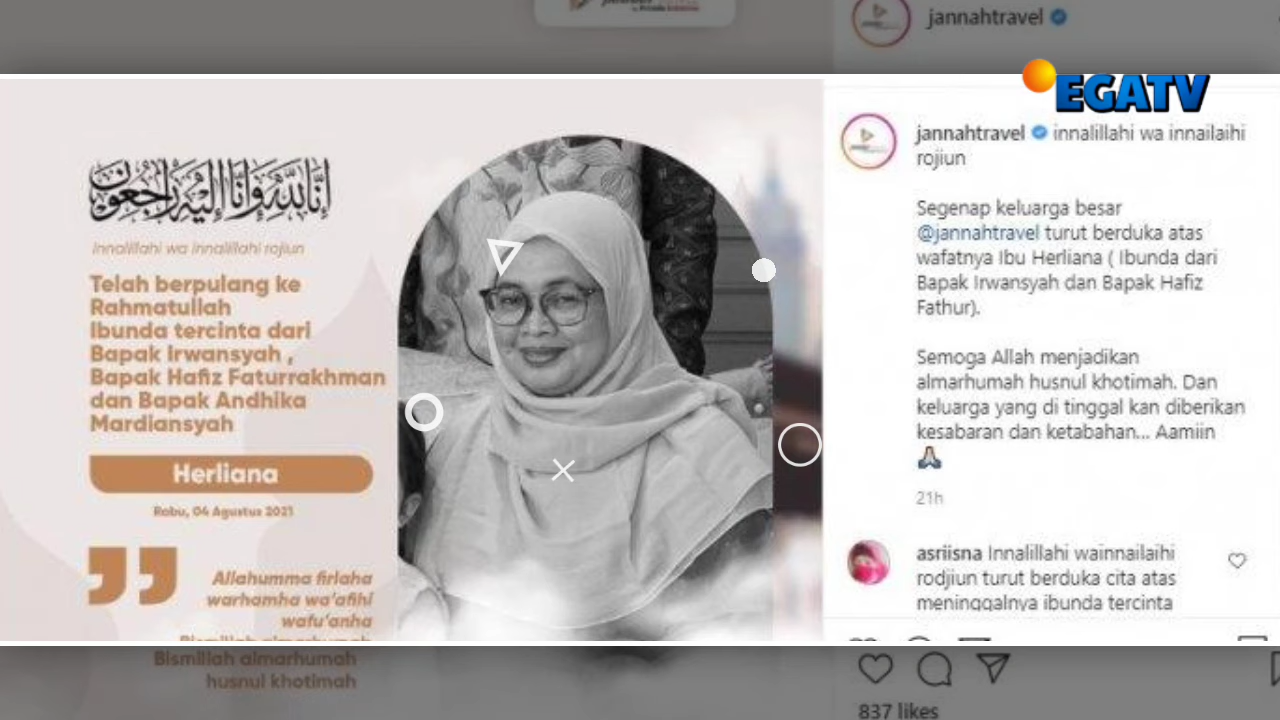 jannahtravel
EGATV
إنا لله وإنا إليه راجعون
Innalillahi wa innalillahi rojiun
Telah berpulang ke
Rahmatullah
Ibunda tercinta dari
Bapak Irwansyah ,
Bapak Hafiz Faturrakhman
dan Bapak Andhika
Mardiansyah
Herliana
Rabu, 04 Agustus 2021
Allahumma firlaha
warhamha wa'afihi
wafu'anha
Bismillah almarhumah
Bismillah almarhumah
husnul khotimah
jannahtravel innalillahi wa innailaihi
rojiun
Segenap keluarga besar
@jannahtravel turut berduka atas
wafatnya Ibu Herliana ( Ibunda dari
Bapak Irwansyah dan Bapak Hafiz
Fathur).
Semoga Allah menjadikan
almarhumah husnul khotimah. Dan
keluarga yang di tinggal kan diberikan
kesabaran dan ketabahan... Aamiin
🙏🏻
21h
asriisna Innalillahi wainnailaihi
rodjiun turut berduka cita atas
meninggalnya ibunda tercinta
837 likes